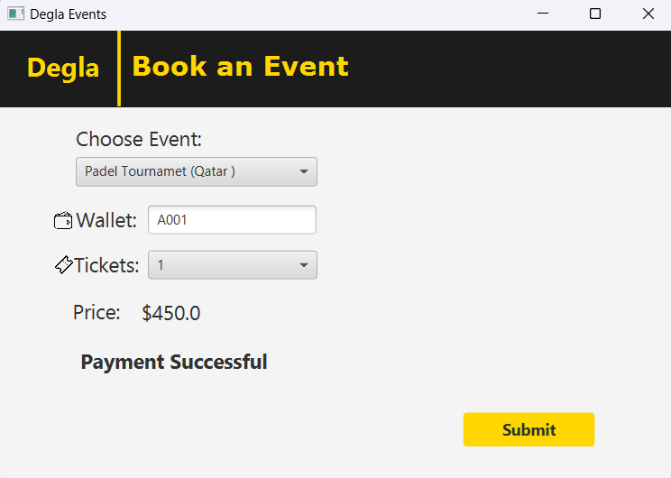 Degla Events
Degla
Book an Event
Choose Event:
Padel Tournamet (Qatar )
Wallet: A001
Tickets: 1
Price: $450.0
Payment Successful
Submit